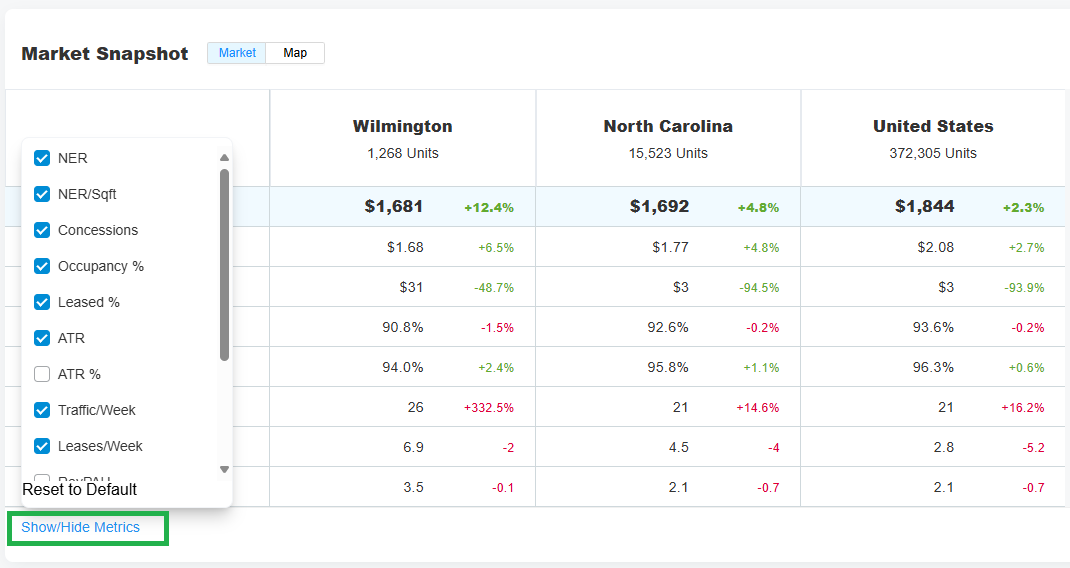 Market Snapshot Market Map
Wilmington North Carolina United States
1,268 Units 15,523 Units 372,305 Units
NER
NER/Sqft $1,681 +12.4% $1,692 +4.8% $1,844 +2.3%
Concessions $1.68 +6.5% $1.77 +4.8% $2.08 +2.7%
Occupancy %
Leased % $31 -48.7% $3 -94.5% $3 -93.9%
ATR 90.8% -1.5% 92.6% -0.2% 93.6% -0.2%
ATR % 94.0% +2.4% 95.8% +1.1% 96.3% +0.6%
Traffic/Week 26 +332.5% 21 +14.6% 21 +16.2%
Leases/Week 6.9 -2 4.5 -4 2.8 -5.2
Reset to Default 3.5 -0.1 2.1 -0.7 2.1 -0.7
Show/Hide Metrics